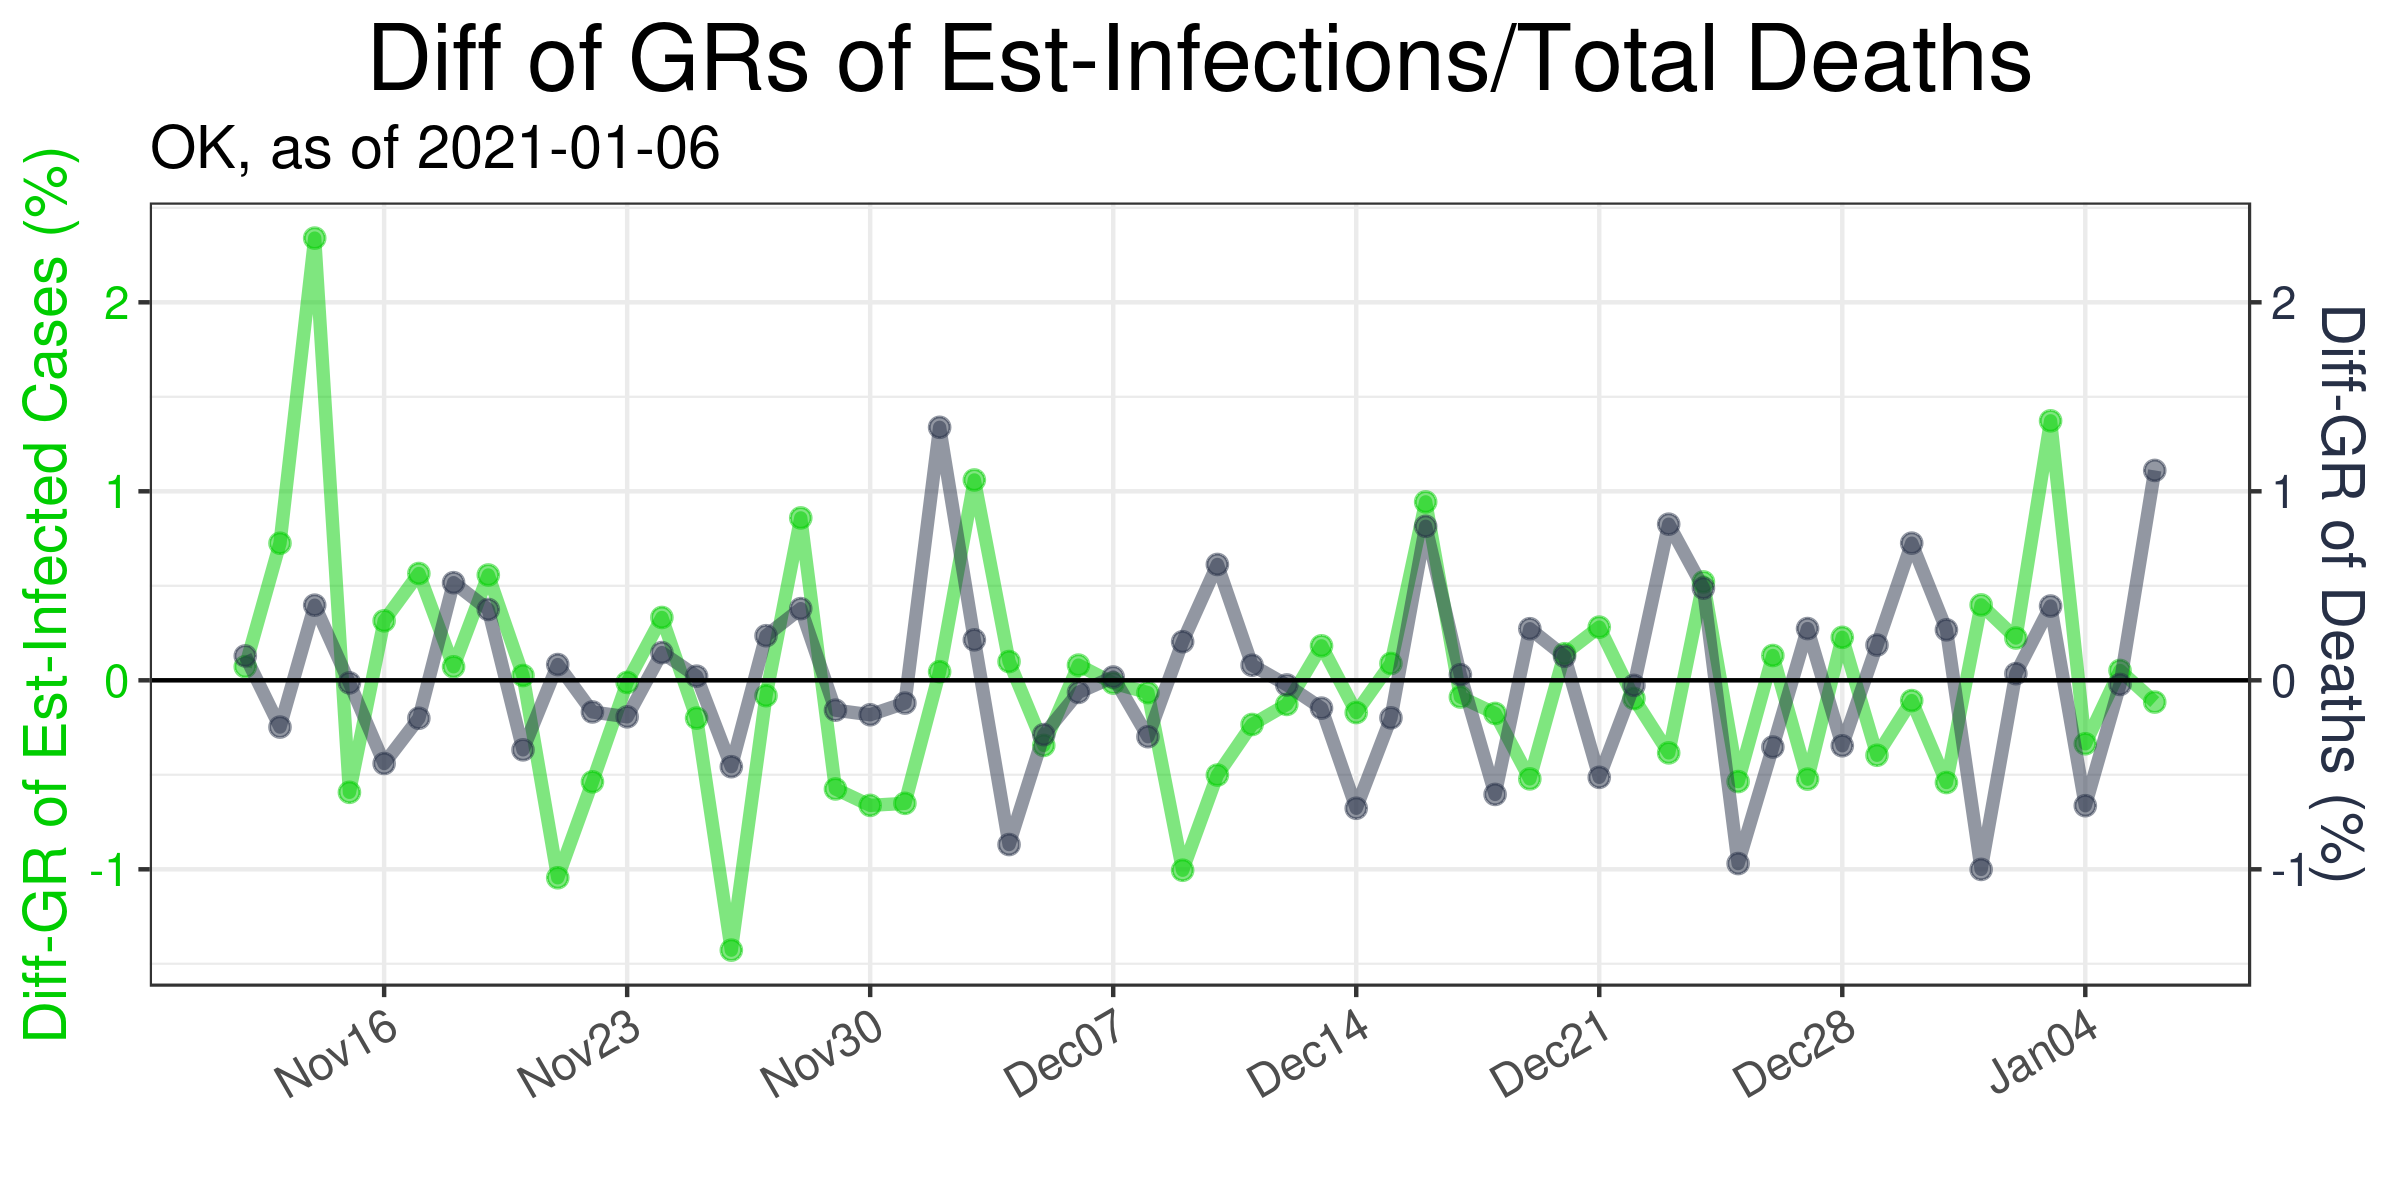 Diff of GRs of Est-Infections/Total Deaths
OK, as of 2021-01-06
Diff-GR of Est-Infected Cases (%)
2
1
0
-1
2
1
0
-1
Diff-GR of Deaths (%)
Nov16
Nov23
Nov30
Dec07
Dec14
Dec21
Dec28
Jan04